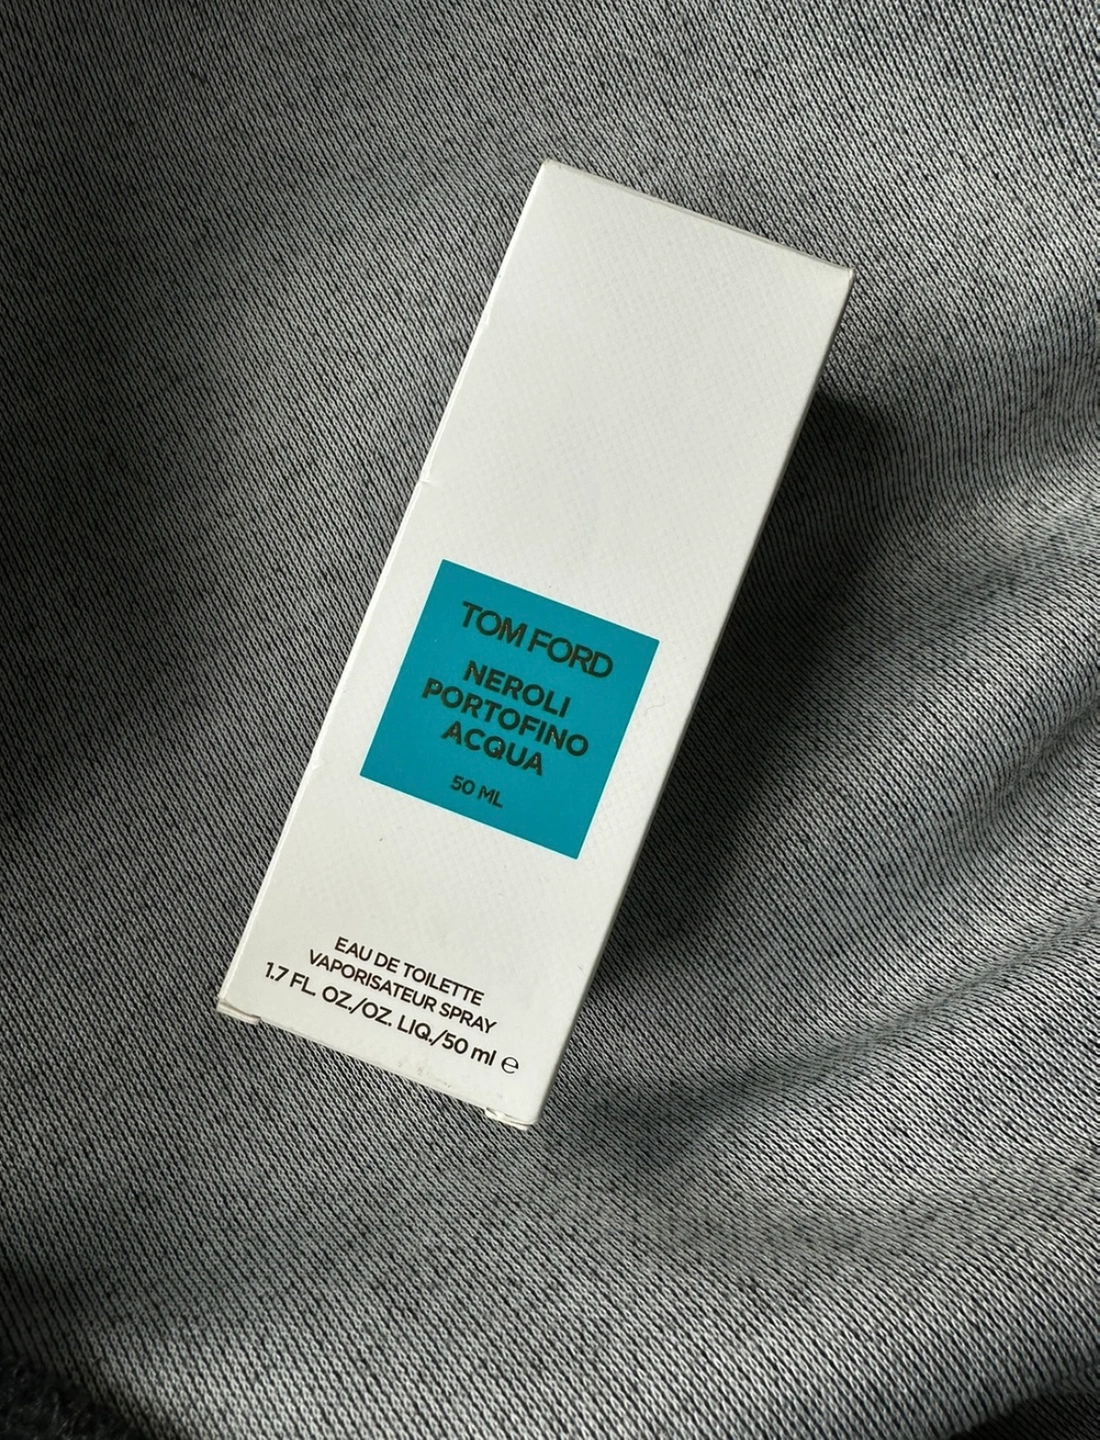 TOM FORD
NEROLI
PORTOFINO
ACQUA
50 ML
EAU DE TOILETTE
VAPORISATEUR SPRAY
1.7 FL. OZ./OZ. LIQ./50 ml ℮